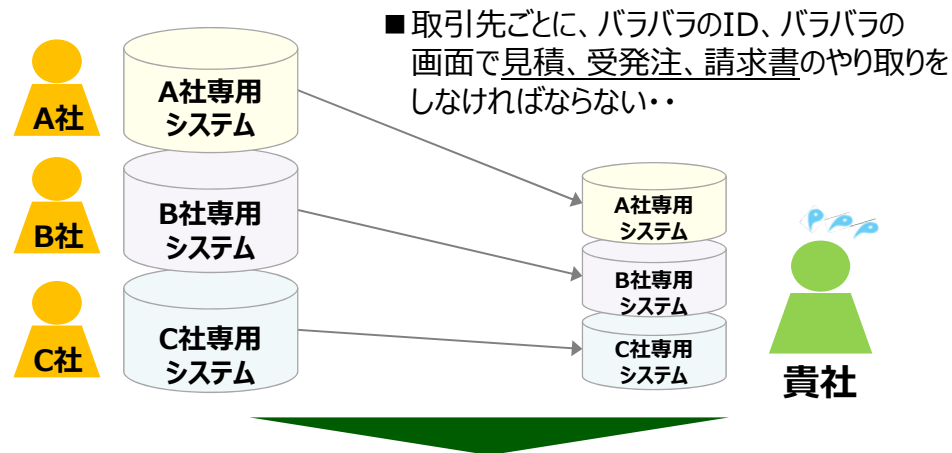 ■取引先ごとに、バラバラのID、バラバラの
画面で見積、受発注、請求書のやり取りを
しなければならない・・
A社
A社専用
システム
B社
B社専用
システム
C社
C社専用
システム
A社専用
システム
B社専用
システム
C社専用
システム
貴社